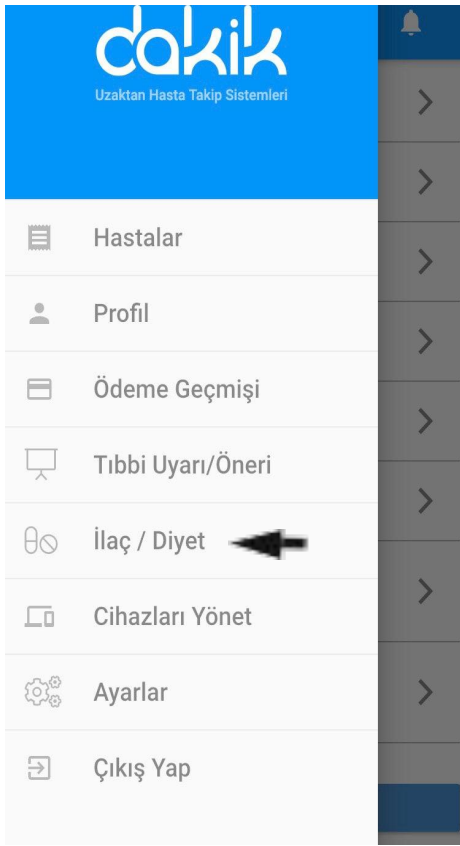 dakik
Uzaktan Hasta Takip Sistemleri
Hastalar
Profil
Ödeme Geçmişi
Tıbbi Uyarı/Öneri
İlaç / Diyet
Cihazları Yönet
Ayarlar
Çıkış Yap